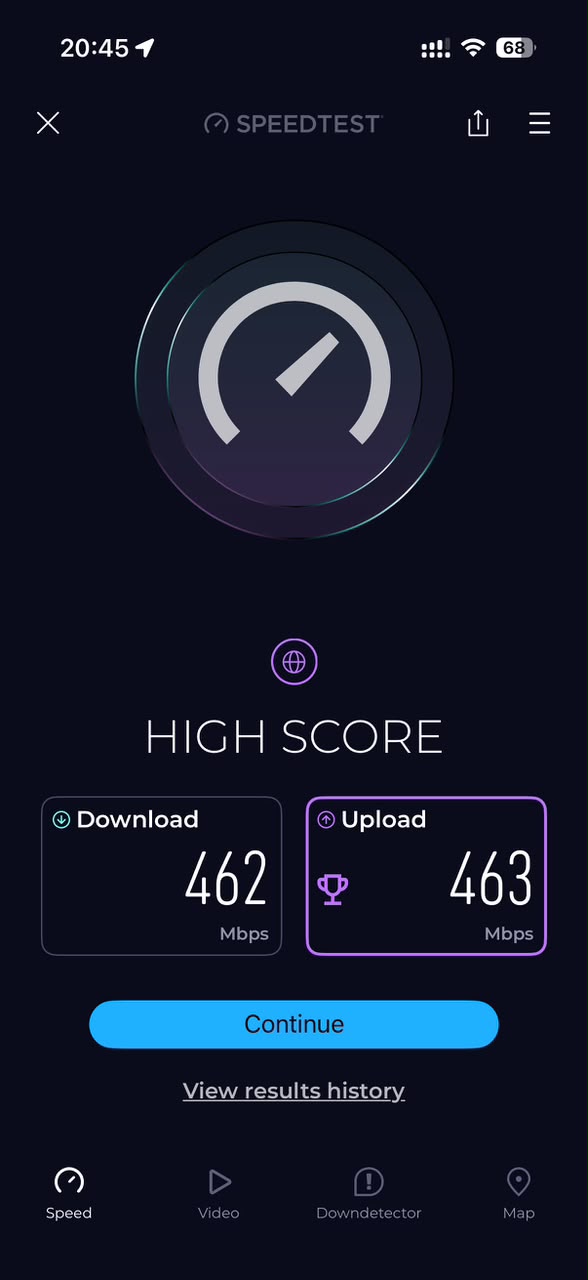 20:45
68
SPEEDTEST
HIGH SCORE
Download
462
Mbps
Upload
463
Mbps
Continue
View results history
Speed
Video
Downdetector
Map